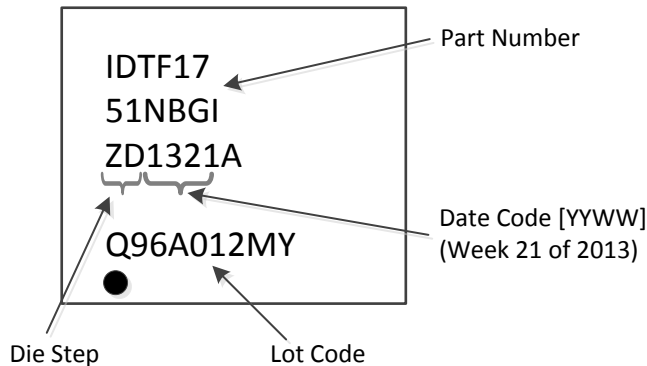 IDTF17
51NBGI
ZD1321A
Q96A012MY
Part Number
Date Code [YYWW]
(Week 21 of 2013)
Die Step
Lot Code